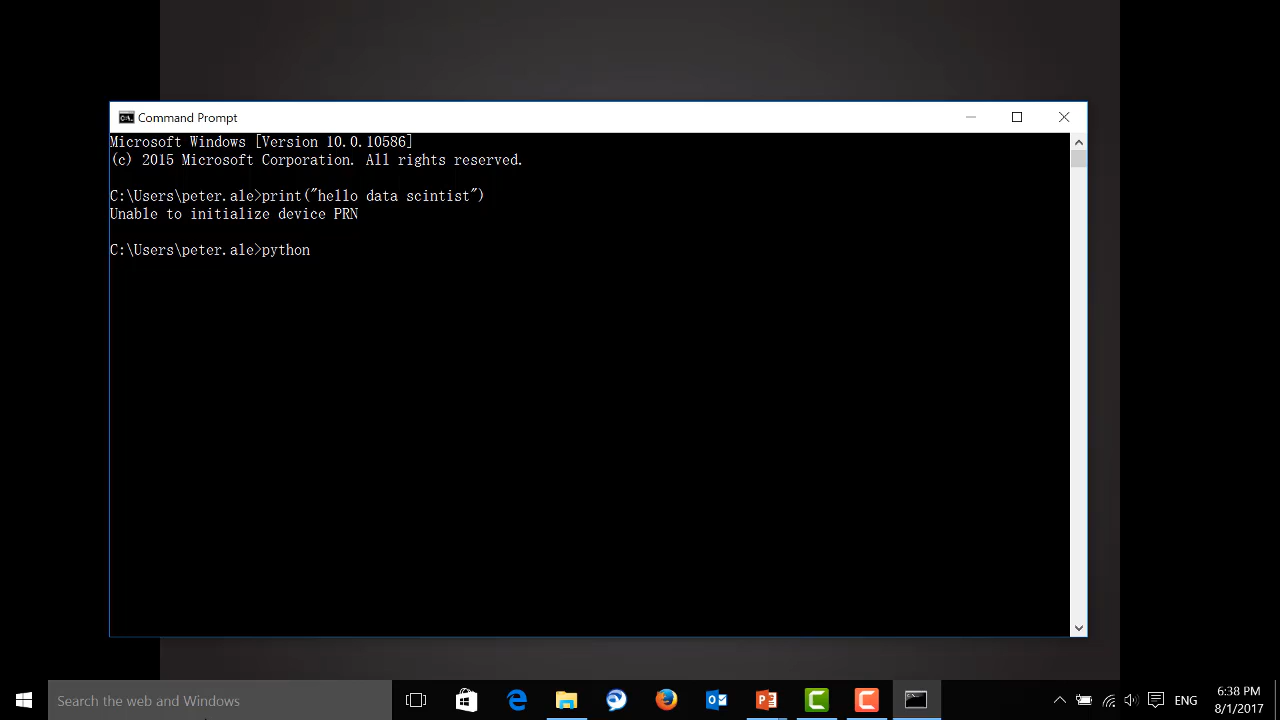 Command Prompt
Microsoft Windows [Version 10.0.10586]
(c) 2015 Microsoft Corporation. All rights reserved.
C:\Users\peter.ale>print("hello data scintist")
Unable to initialize device PRN
C:\Users\peter.ale>python
Search the web and Windows
ENG
6:38 PM
8/1/2017